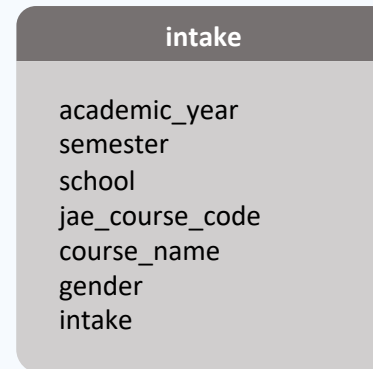 intake
academic_year
semester
school
jae_course_code
course_name
gender
intake